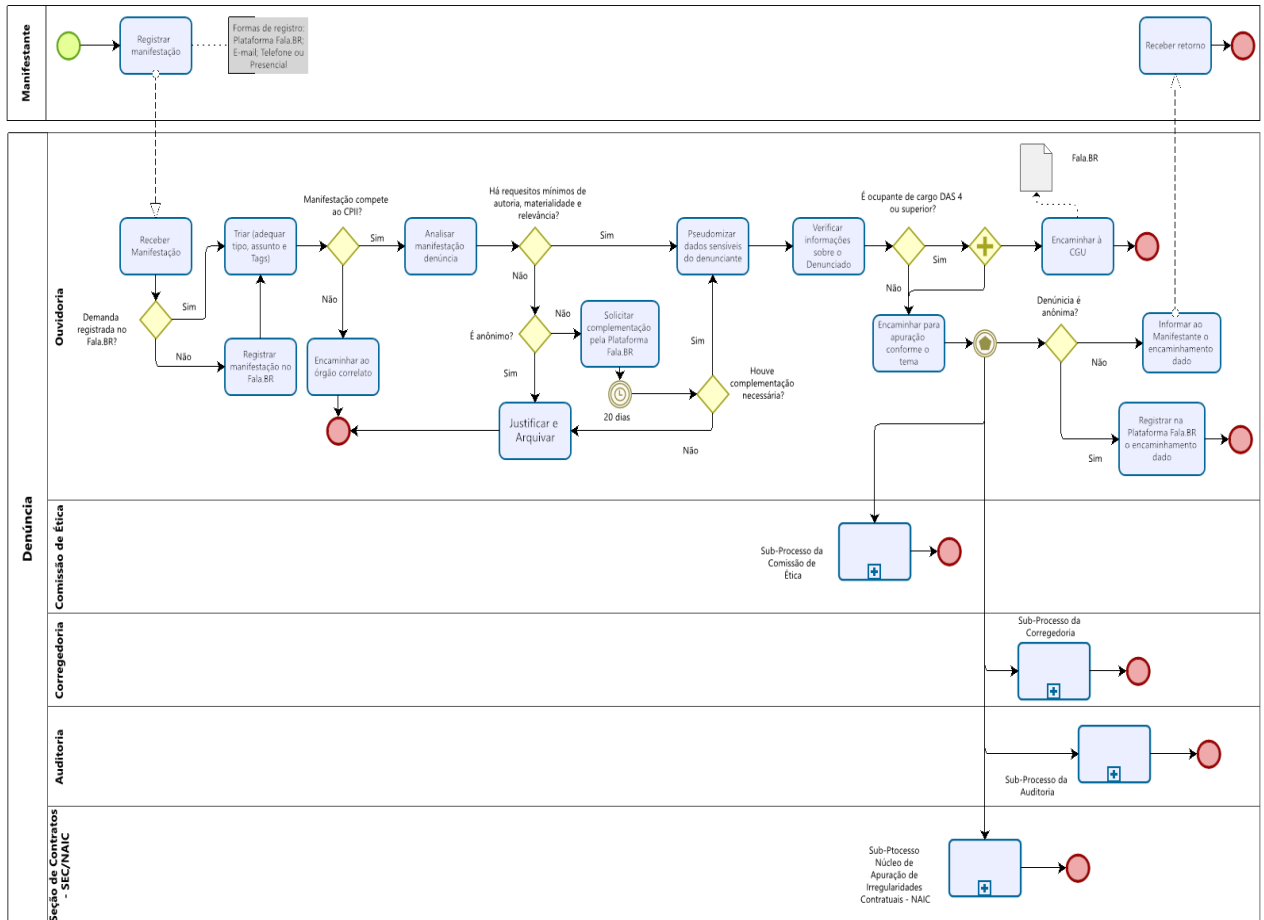 Manifestante
Registrar
manifestação
Formas de registro:
Plataforma Fala.BR;
E-mail; Telefone ou
Presencial
Receber retorno
Denúncia
Ouvidoria
Receber
Manifestação
Demanda
registrada no
Fala.BR?
Sim
Não
Triar (adequar
tipo, assunto e
Tags)
Registrar
manifestação no
Fala.BR
Manifestação compete
ao CPII?
Sim
Não
Encaminhar ao
órgão correlato
Analisar
manifestação
denúncia
Há requesitos mínimos de
autoria, materialidade e
relevância?
Sim
Não
É anônimo?
Não
Sim
Solicitar
complementação
pela Plataforma
Fala.BR
20 dias
Justificar e
Arquivar
Houve
complementação
necessária?
Sim
Não
Pseudomizar
dados sensiveis
do denunciante
Verificar
informações
sobre o
Denunciado
É ocupante de cargo DAS 4
ou superior?
Sim
Não
Fala.BR
Encaminhar à
CGU
Encaminhar para
apuração
conforme o
tema
Denúnicia é
anônima?
Não
Sim
Informar ao
Manifestante o
encaminhamento
dado
Registrar na
Plataforma Fala.BR
o encaminhamento
dado
Comissão de Ética
Sub-Processo da
Comissão de
Ética
Corregedoria
Sub-Processo da
Corregedoria
Auditoria
Sub-Processo da
Auditoria
Seção de Contratos
- SEC/NAIC
Sub-Ptocesso
Núcleo de
Apuração de
Irregularidades
Contratuais - NAIC